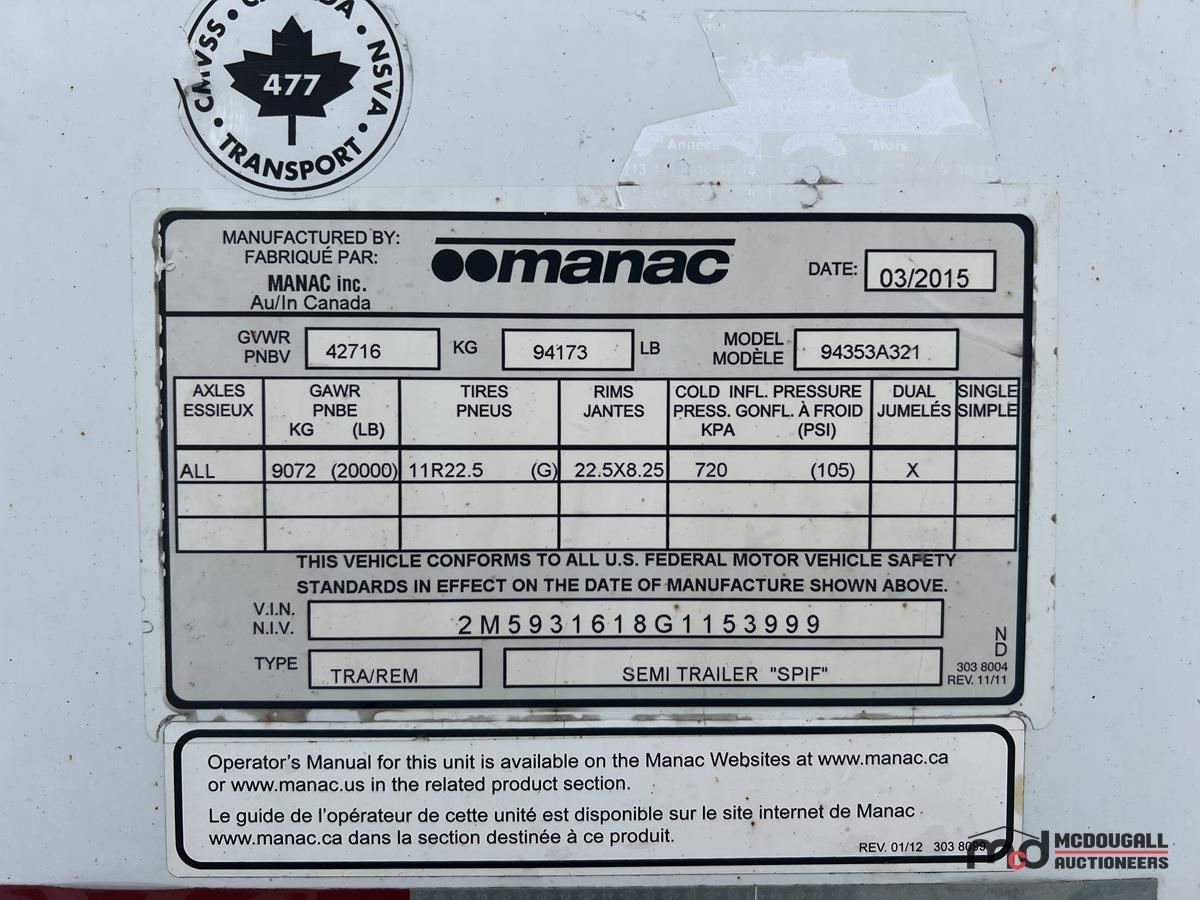 CMVSS • CANADA • NSVA • TRANSPORT •
477
Années Mois
MANUFACTURED BY:
FABRIQUÉ PAR:
MANAC inc.
Au/In Canada
manac
DATE: 03/2015
GVWR
PNBV
42716 KG 94173 LB
MODEL
MODÈLE
94353A321
AXLES
ESSIEUX
GAWR
PNBE
KG (LB)
TIRES
PNEUS
RIMS
JANTES
COLD INFL. PRESSURE
PRESS. GONFL. À FROID
KPA (PSI)
DUAL
JUMELÉS
SINGLE
SIMPLE
ALL 9072 (20000) 11R22.5 (G) 22.5X8.25 720 (105) X
THIS VEHICLE CONFORMS TO ALL U.S. FEDERAL MOTOR VEHICLE SAFETY
STANDARDS IN EFFECT ON THE DATE OF MANUFACTURE SHOWN ABOVE.
V.I.N.
N.I.V.
2M5931618G1153999
TYPE TRA/REM SEMI TRAILER "SPIF"
N
D
303 8004
REV. 11/11
Operator's Manual for this unit is available on the Manac Websites at www.manac.ca
or www.manac.us in the related product section.
Le guide de l'opérateur de cette unité est disponible sur le site internet de Manac
www.manac.ca dans la section destinée à ce produit.
REV. 01/12 303 8099
mcd MCDOUGALL
AUCTIONEERS